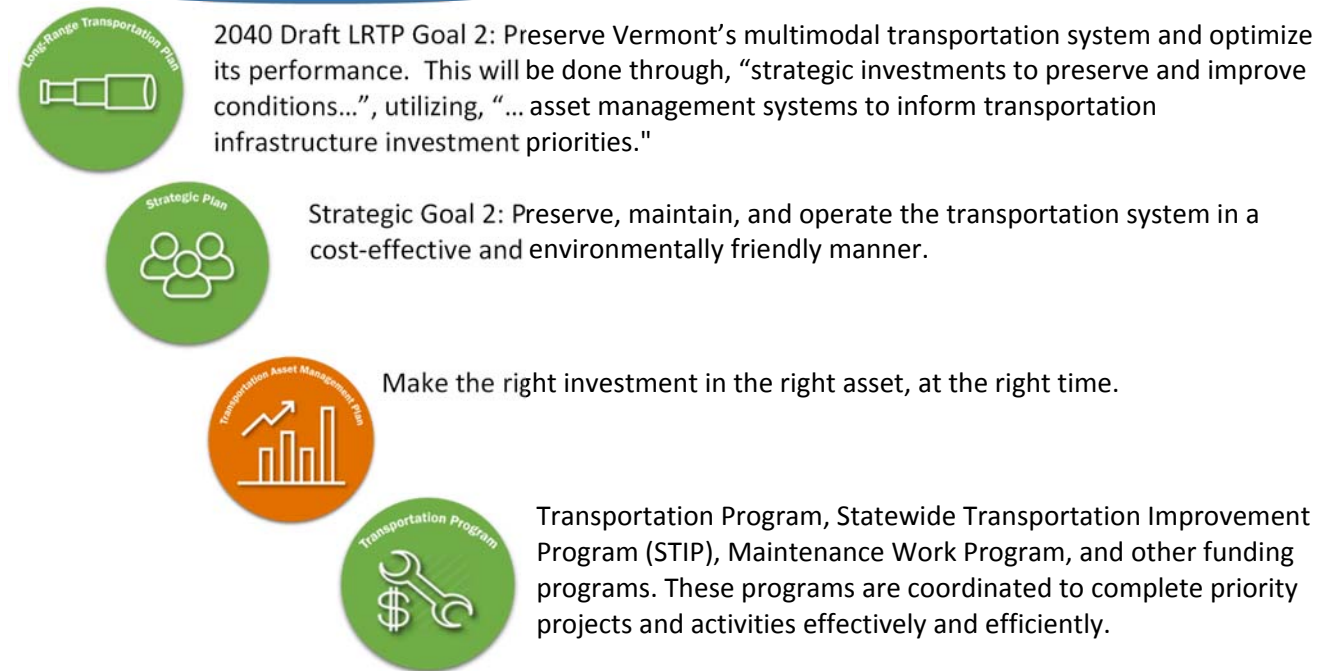 Long-Range Transportation Plan
2040 Draft LRTP Goal 2: Preserve Vermont’s multimodal transportation system and optimize
its performance.  This will be done through, “strategic investments to preserve and improve
conditions…”, utilizing, “… asset management systems to inform transportation
infrastructure investment priorities."
Strategic Plan
Strategic Goal 2: Preserve, maintain, and operate the transportation system in a
cost-effective and environmentally friendly manner.
Transportation Asset Management Plan
Make the right investment in the right asset, at the right time.
Transportation Program
$
Transportation Program, Statewide Transportation Improvement
Program (STIP), Maintenance Work Program, and other funding
programs. These programs are coordinated to complete priority
projects and activities effectively and efficiently.